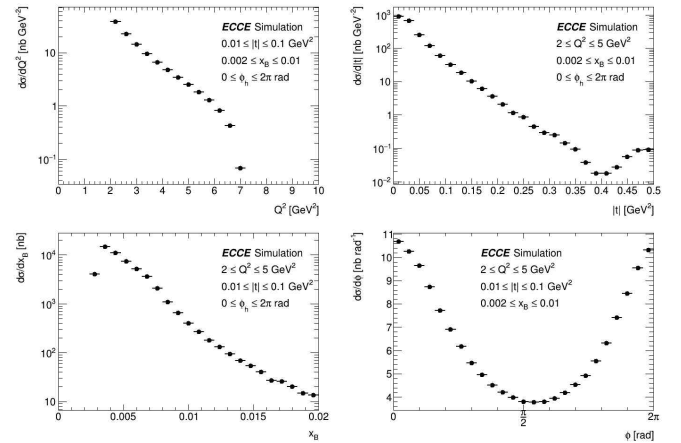 dσ/dQ² [nb GeV⁻²]
10
1
10⁻¹
ECCE Simulation
0.01 ≤ |t| ≤ 0.1 GeV²
0.002 ≤ x_B ≤ 0.01
0 ≤ ϕ_h ≤ 2π rad
0 1 2 3 4 5 6 7 8 9 10
Q² [GeV²]
dσ/d|t| [nb GeV⁻²]
10³
10²
10
1
10⁻¹
10⁻²
ECCE Simulation
2 ≤ Q² ≤ 5 GeV²
0.002 ≤ x_B ≤ 0.01
0 ≤ ϕ_h ≤ 2π rad
0 0.05 0.1 0.15 0.2 0.25 0.3 0.35 0.4 0.45 0.5
|t| [GeV²]
dσ/dx_B [nb]
10⁴
10³
10²
10
ECCE Simulation
2 ≤ Q² ≤ 5 GeV²
0.01 ≤ |t| ≤ 0.1 GeV²
0 ≤ ϕ_h ≤ 2π rad
0 0.005 0.01 0.015 0.02
x_B
dσ/dϕ [nb rad⁻¹]
11
10
9
8
7
6
5
4
ECCE Simulation
2 ≤ Q² ≤ 5 GeV²
0.01 ≤ |t| ≤ 0.1 GeV²
0.002 ≤ x_B ≤ 0.01
0 π/2 2π
ϕ [rad]